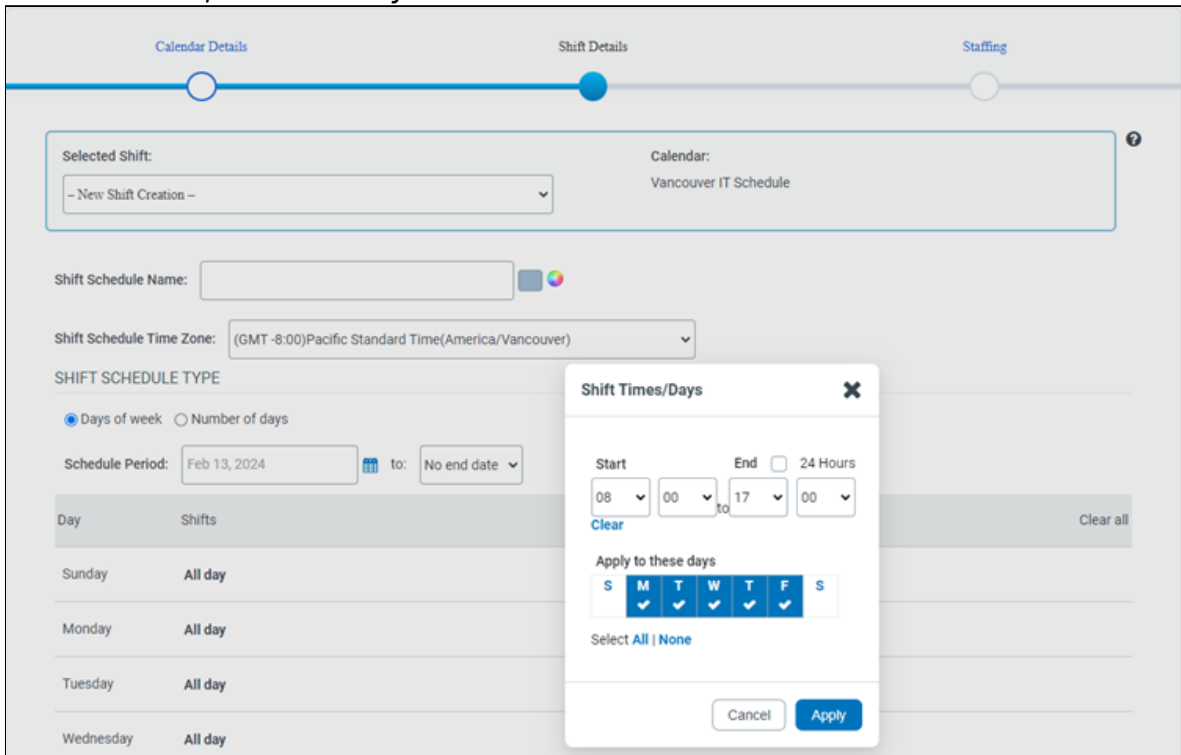 Calendar Details Shift Details Staffing
Selected Shift: Calendar:
– New Shift Creation – Vancouver IT Schedule
Shift Schedule Name:
Shift Schedule Time Zone: (GMT -8:00)Pacific Standard Time(America/Vancouver)
SHIFT SCHEDULE TYPE
Days of week Number of days
Schedule Period: Feb 13, 2024 to: No end date
Day Shifts Clear all
Sunday All day
Monday All day
Tuesday All day
Wednesday All day
Shift Times/Days
Start End 24 Hours
08 00 to 17 00
Clear
Apply to these days
S M T W T F S
Select All | None
Cancel Apply